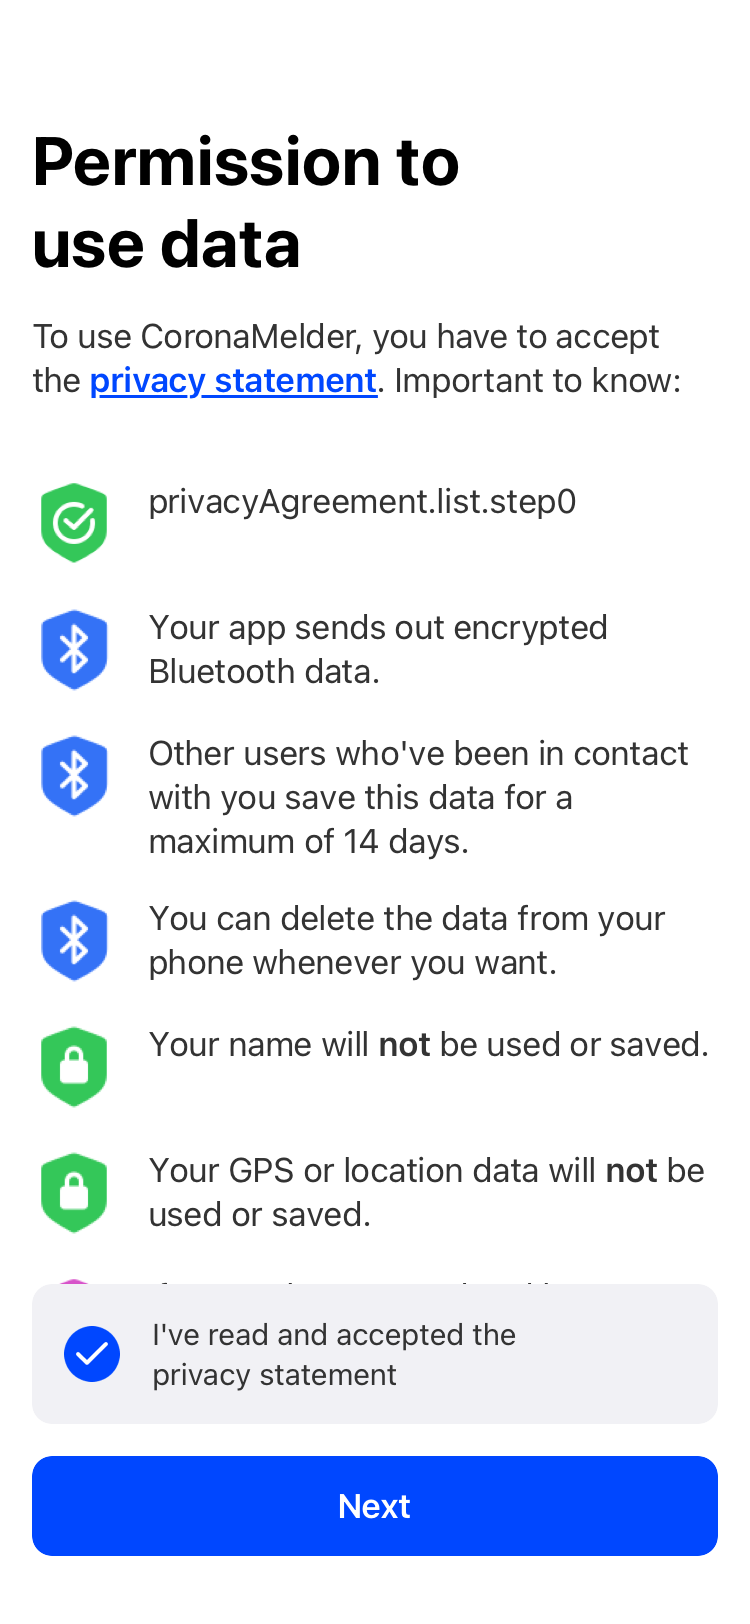 Permission to
use data
To use CoronaMelder, you have to accept
the privacy statement. Important to know:
privacyAgreement.list.step0
Your app sends out encrypted
Bluetooth data.
Other users who've been in contact
with you save this data for a
maximum of 14 days.
You can delete the data from your
phone whenever you want.
Your name will not be used or saved.
Your GPS or location data will not be
used or saved.
I've read and accepted the
privacy statement
Next